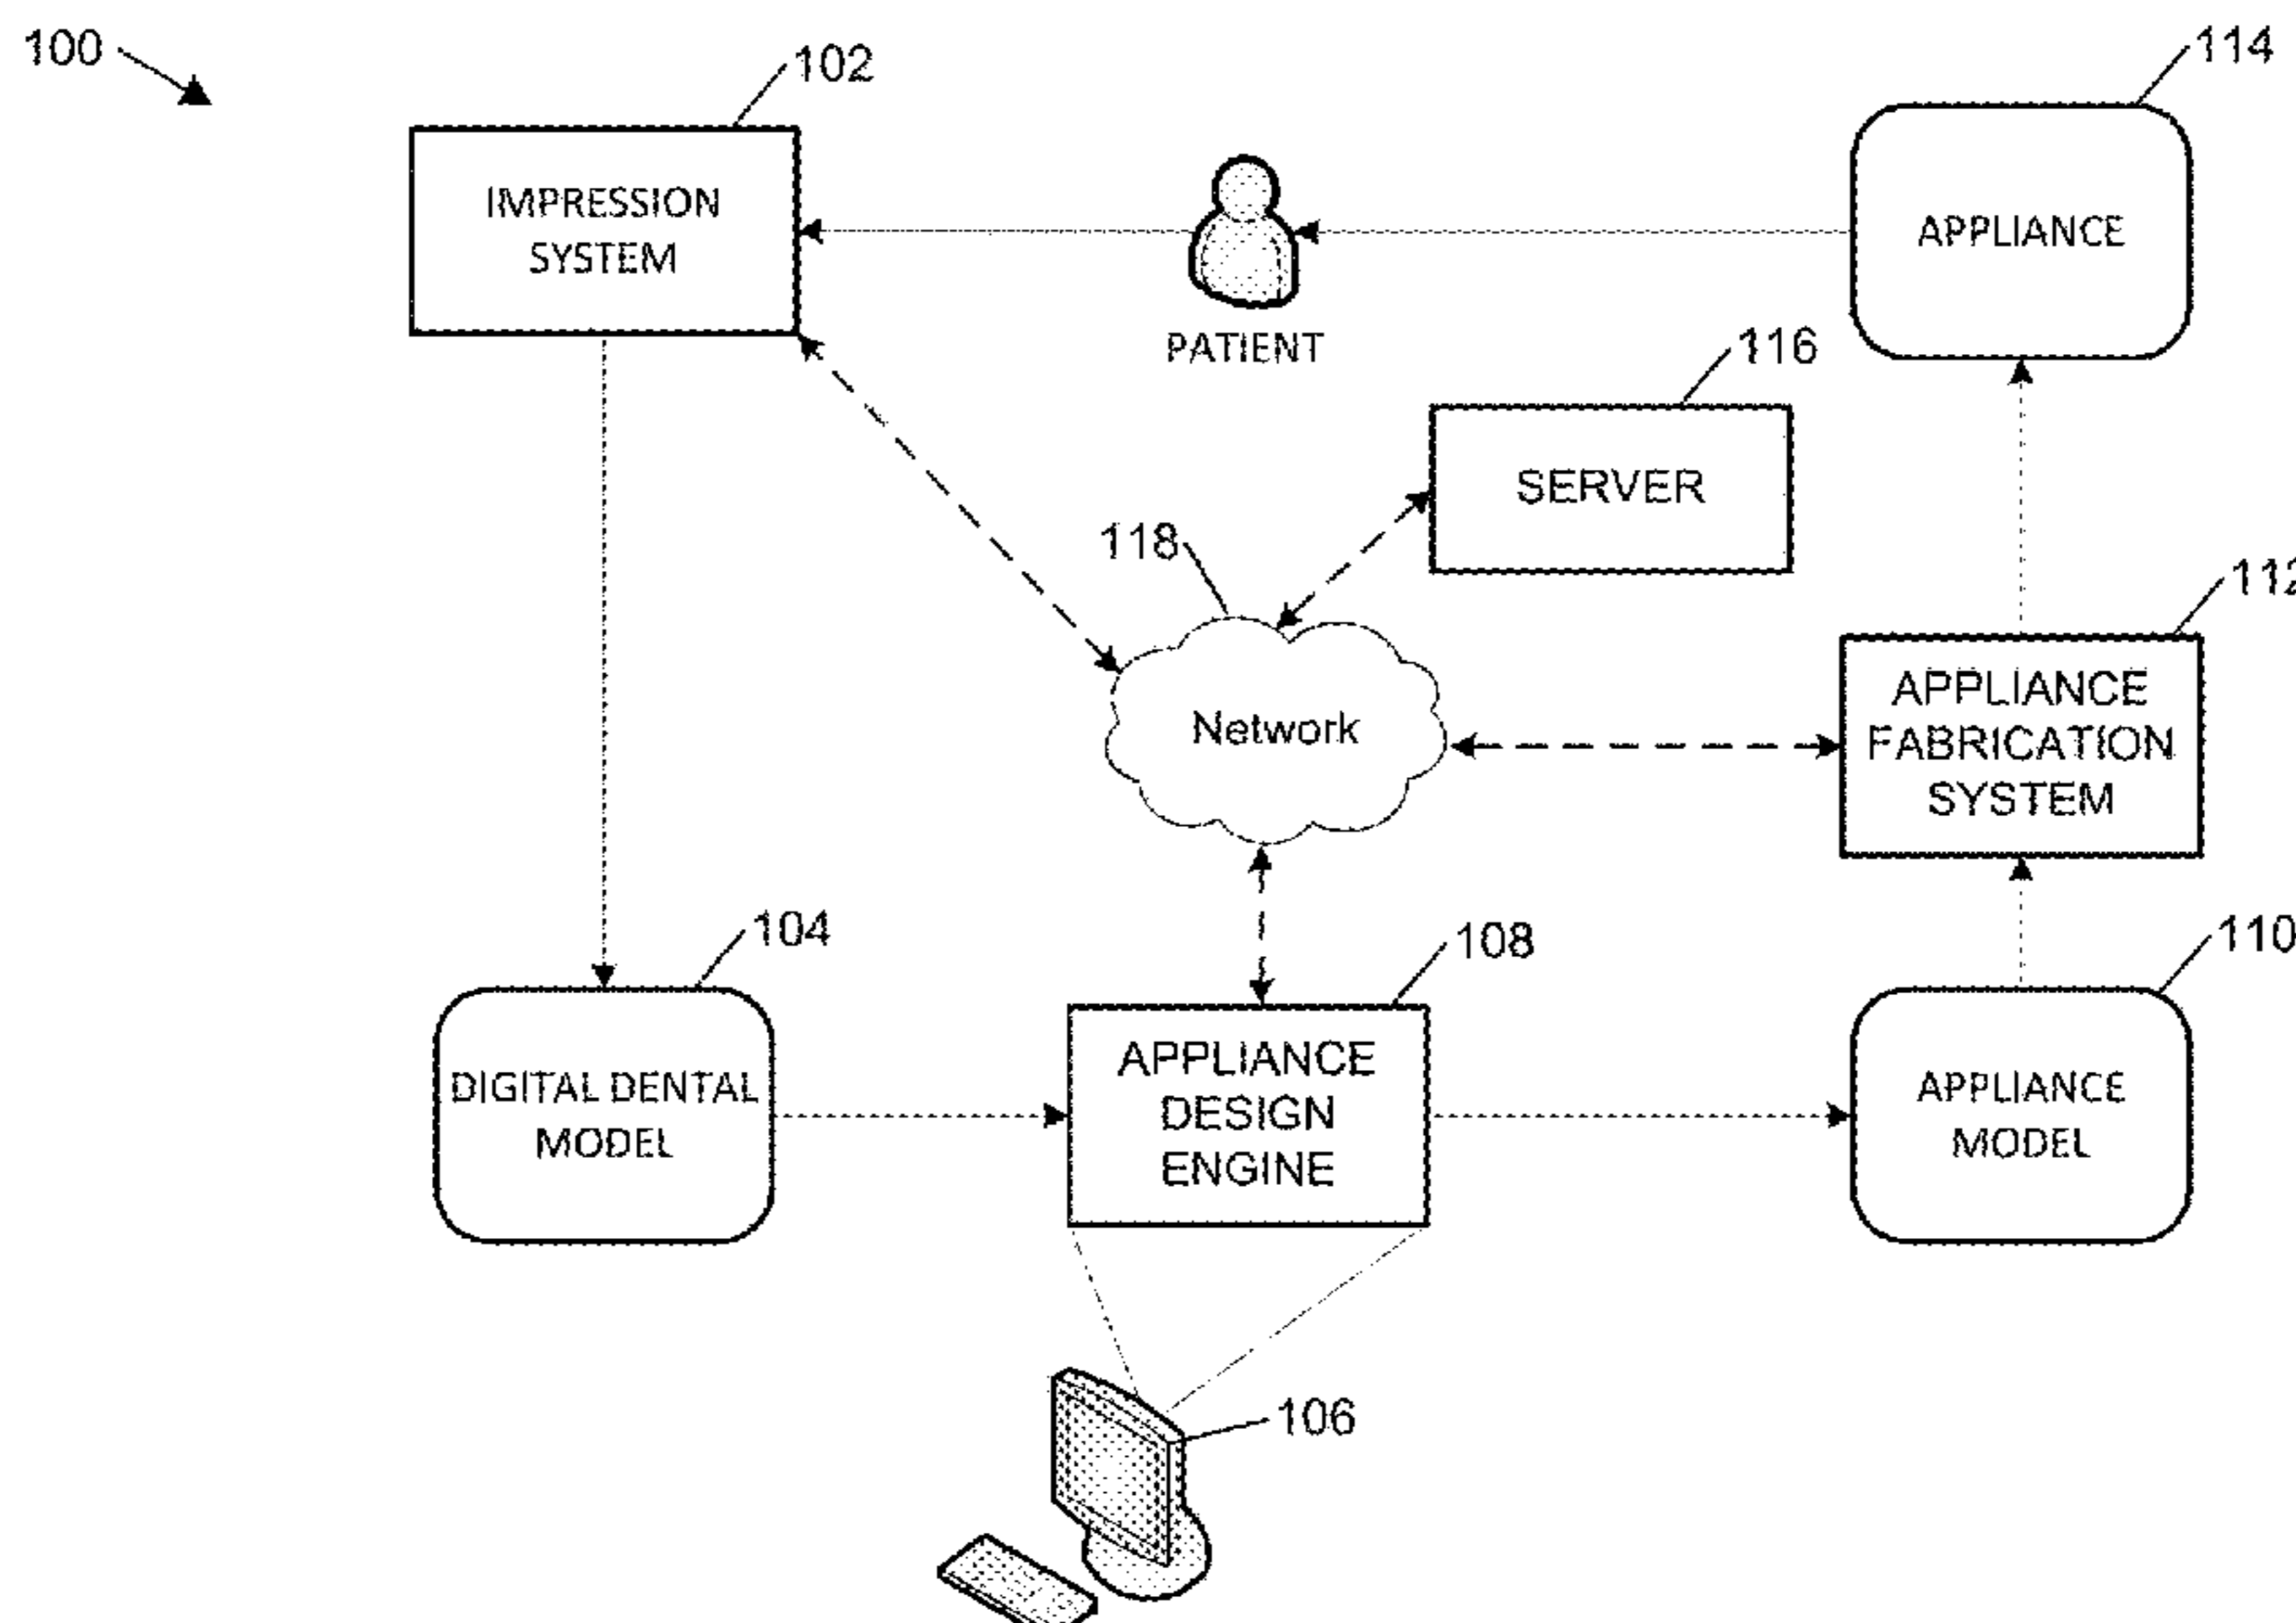 100
102
114
IMPRESSION
SYSTEM
APPLIANCE
PATIENT
116
SERVER
118
112
Network
APPLIANCE
FABRICATION
SYSTEM
104
108
110
DIGITAL DENTAL
MODEL
APPLIANCE
DESIGN
ENGINE
APPLIANCE
MODEL
106